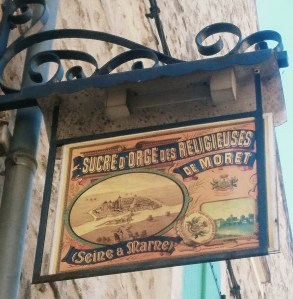 SUCRE D'ORGE DES RELIGIEUSES
DE MORET
(Seine & Marne)